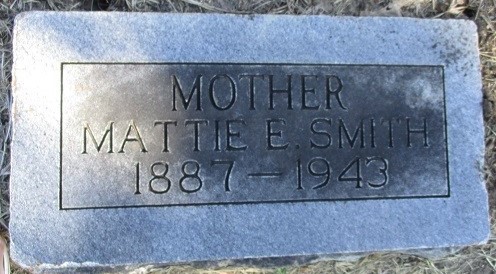 MOTHER
MATTIE E. SMITH
1887 — 1943